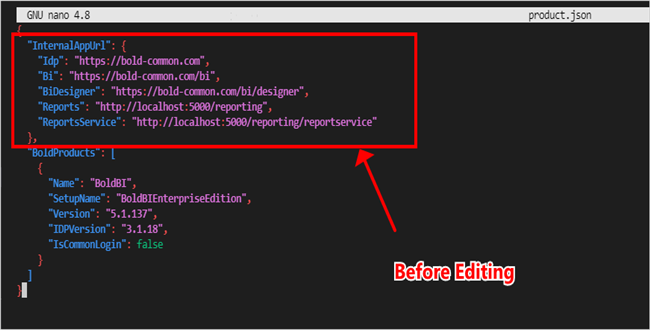 GNU nano 4.8 product.json
{
"InternalAppUrl": {
"Idp": "https://bold-common.com",
"Bi": "https://bold-common.com/bi",
"BiDesigner": "https://bold-common.com/bi/designer",
"Reports": "http://localhost:5000/reporting",
"ReportsService": "http://localhost:5000/reporting/reportservice"
},
"BoldProducts": [
{
"Name": "BoldBI",
"SetupName": "BoldBIEnterpriseEdition",
"Version": "5.1.137",
"IDPVersion": "3.1.18",
"IsCommonLogin": false
}
]
}
Before Editing